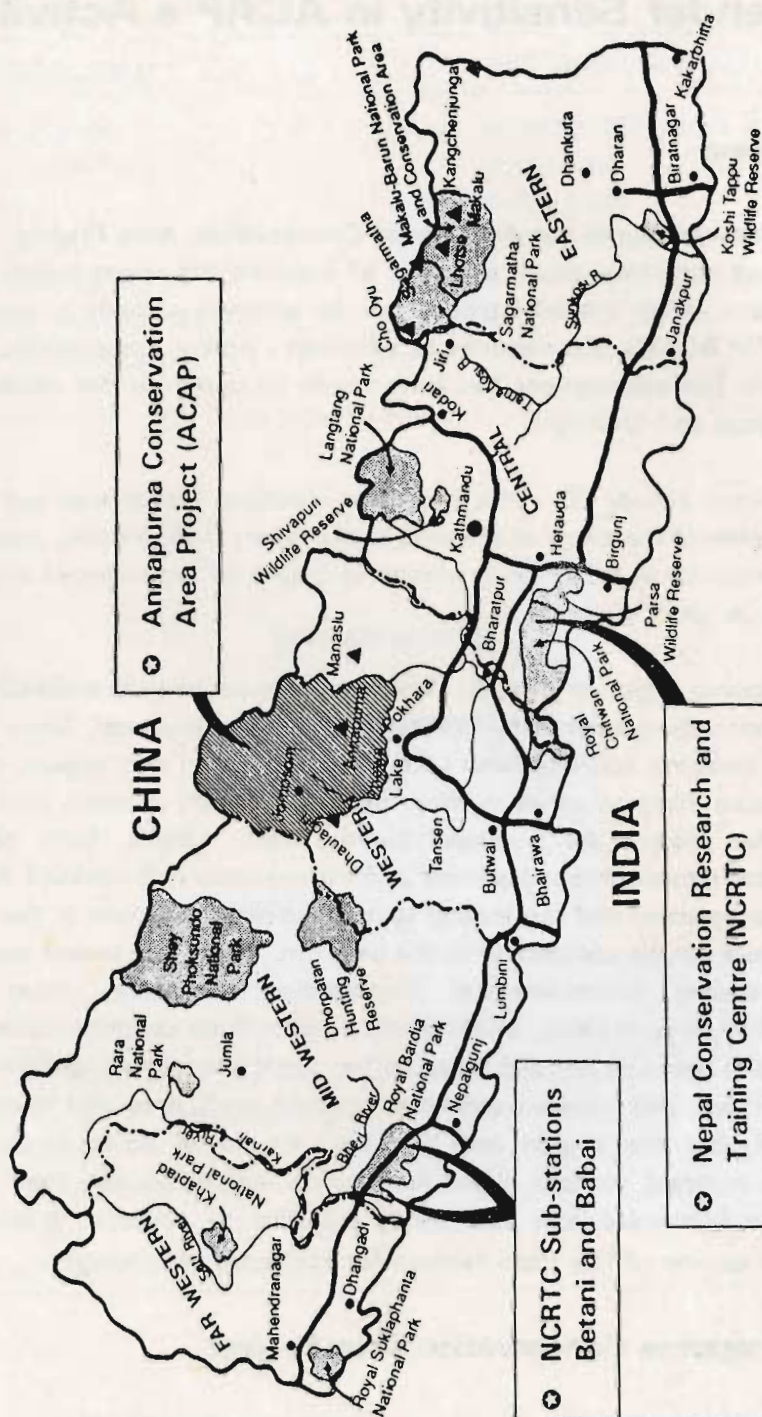 CHINA
INDIA
✪ Annapurna Conservation
Area Project (ACAP)
✪ Nepal Conservation Research and
Training Centre (NCRTC)
✪ NCRTC Sub-stations
Betani and Babai
FAR WESTERN
MID WESTERN
WESTERN
CENTRAL
EASTERN
Mahendranagar
Dhangadi
Royal Suklaphanta
National Park
Seti River
Khaptad
National Park
Karnali
River
Rara
National
Park
Jumla
Bheri River
Royal Bardia
National Park
Nepalgunj
Shey
Phoksundo
National
Park
Dhorpatan
Hunting
Reserve
Dhaulagiri
Jomosom
Annapurna
Manaslu
Lake
Pokhara
Tansen
Butwal
Bhairawa
Lumbini
Bharatpur
Royal
Chitwan
National Park
Parsa
Wildlife Reserve
Hetauda
Birgunj
Kathmandu
Shivapuri
Wildlife Reserve
Langtang
National Park
Kodari
Jiri
Tamakosi R.
Sunkosi R.
Cho Oyu
Sagarmatha
Lhotse
Makalu
Kangchenjunga
Makalu-Barun National Park
and Conservation Area
Sagarmatha
National Park
Dhankuta
Dharan
Biratnagar
Kakarbhitta
Janakpur
Koshi Tappu
Wildlife Reserve